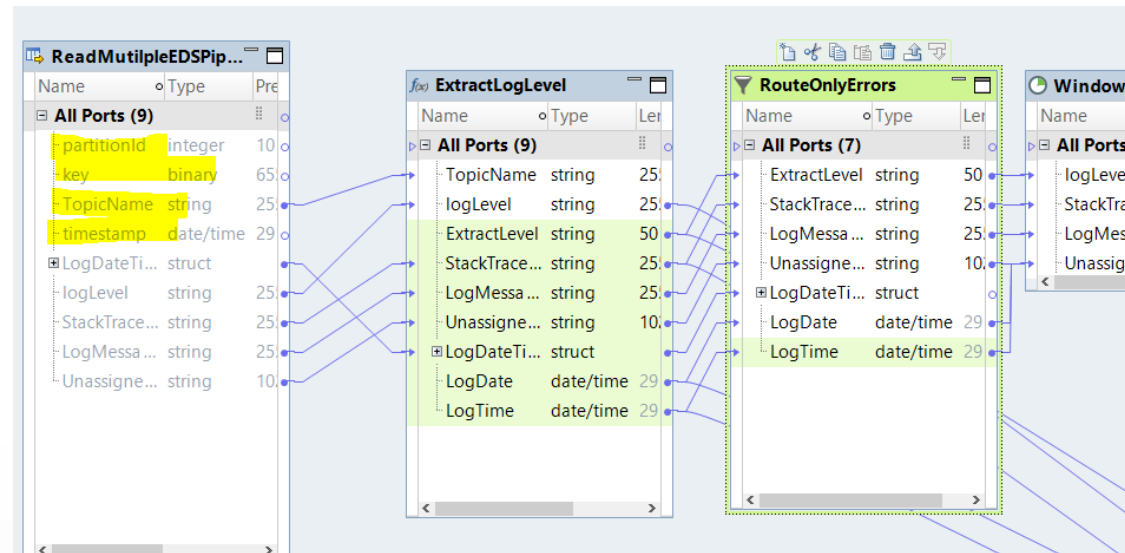 ReadMutilpleEDSPip...
Name Type Pre
All Ports (9)
partitionId integer 10
key binary 65
TopicName string 25
timestamp date/time 29
LogDateTi... struct
logLevel string 25
StackTrace... string 25
LogMessa ... string 25
Unassigne... string 10
f(x) ExtractLogLevel
Name Type Ler
All Ports (9)
TopicName string 25
logLevel string 25
ExtractLevel string 50
StackTrace... string 25
LogMessa ... string 25
Unassigne... string 10
LogDateTi... struct
LogDate date/time 29
LogTime date/time 29
RouteOnlyErrors
Name Type Ler
All Ports (7)
ExtractLevel string 50
StackTrace... string 25
LogMessa ... string 25
Unassigne... string 10
LogDateTi... struct
LogDate date/time 29
LogTime date/time 29
Window
Name
All Ports
logLeve
StackTra
LogMes
Unassig